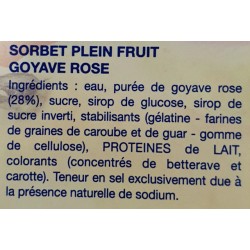 SORBET PLEIN FRUIT
GOYAVE ROSE
Ingrédients : eau, purée de goyave rose
(28%), sucre, sirop de glucose, sirop de
sucre inverti, stabilisants (gélatine - farines
de graines de caroube et de guar - gomme
de cellulose), PROTEINES de LAIT,
colorants (concentrés de betterave et
carotte). Teneur en sel exclusivement due à
la présence naturelle de sodium.